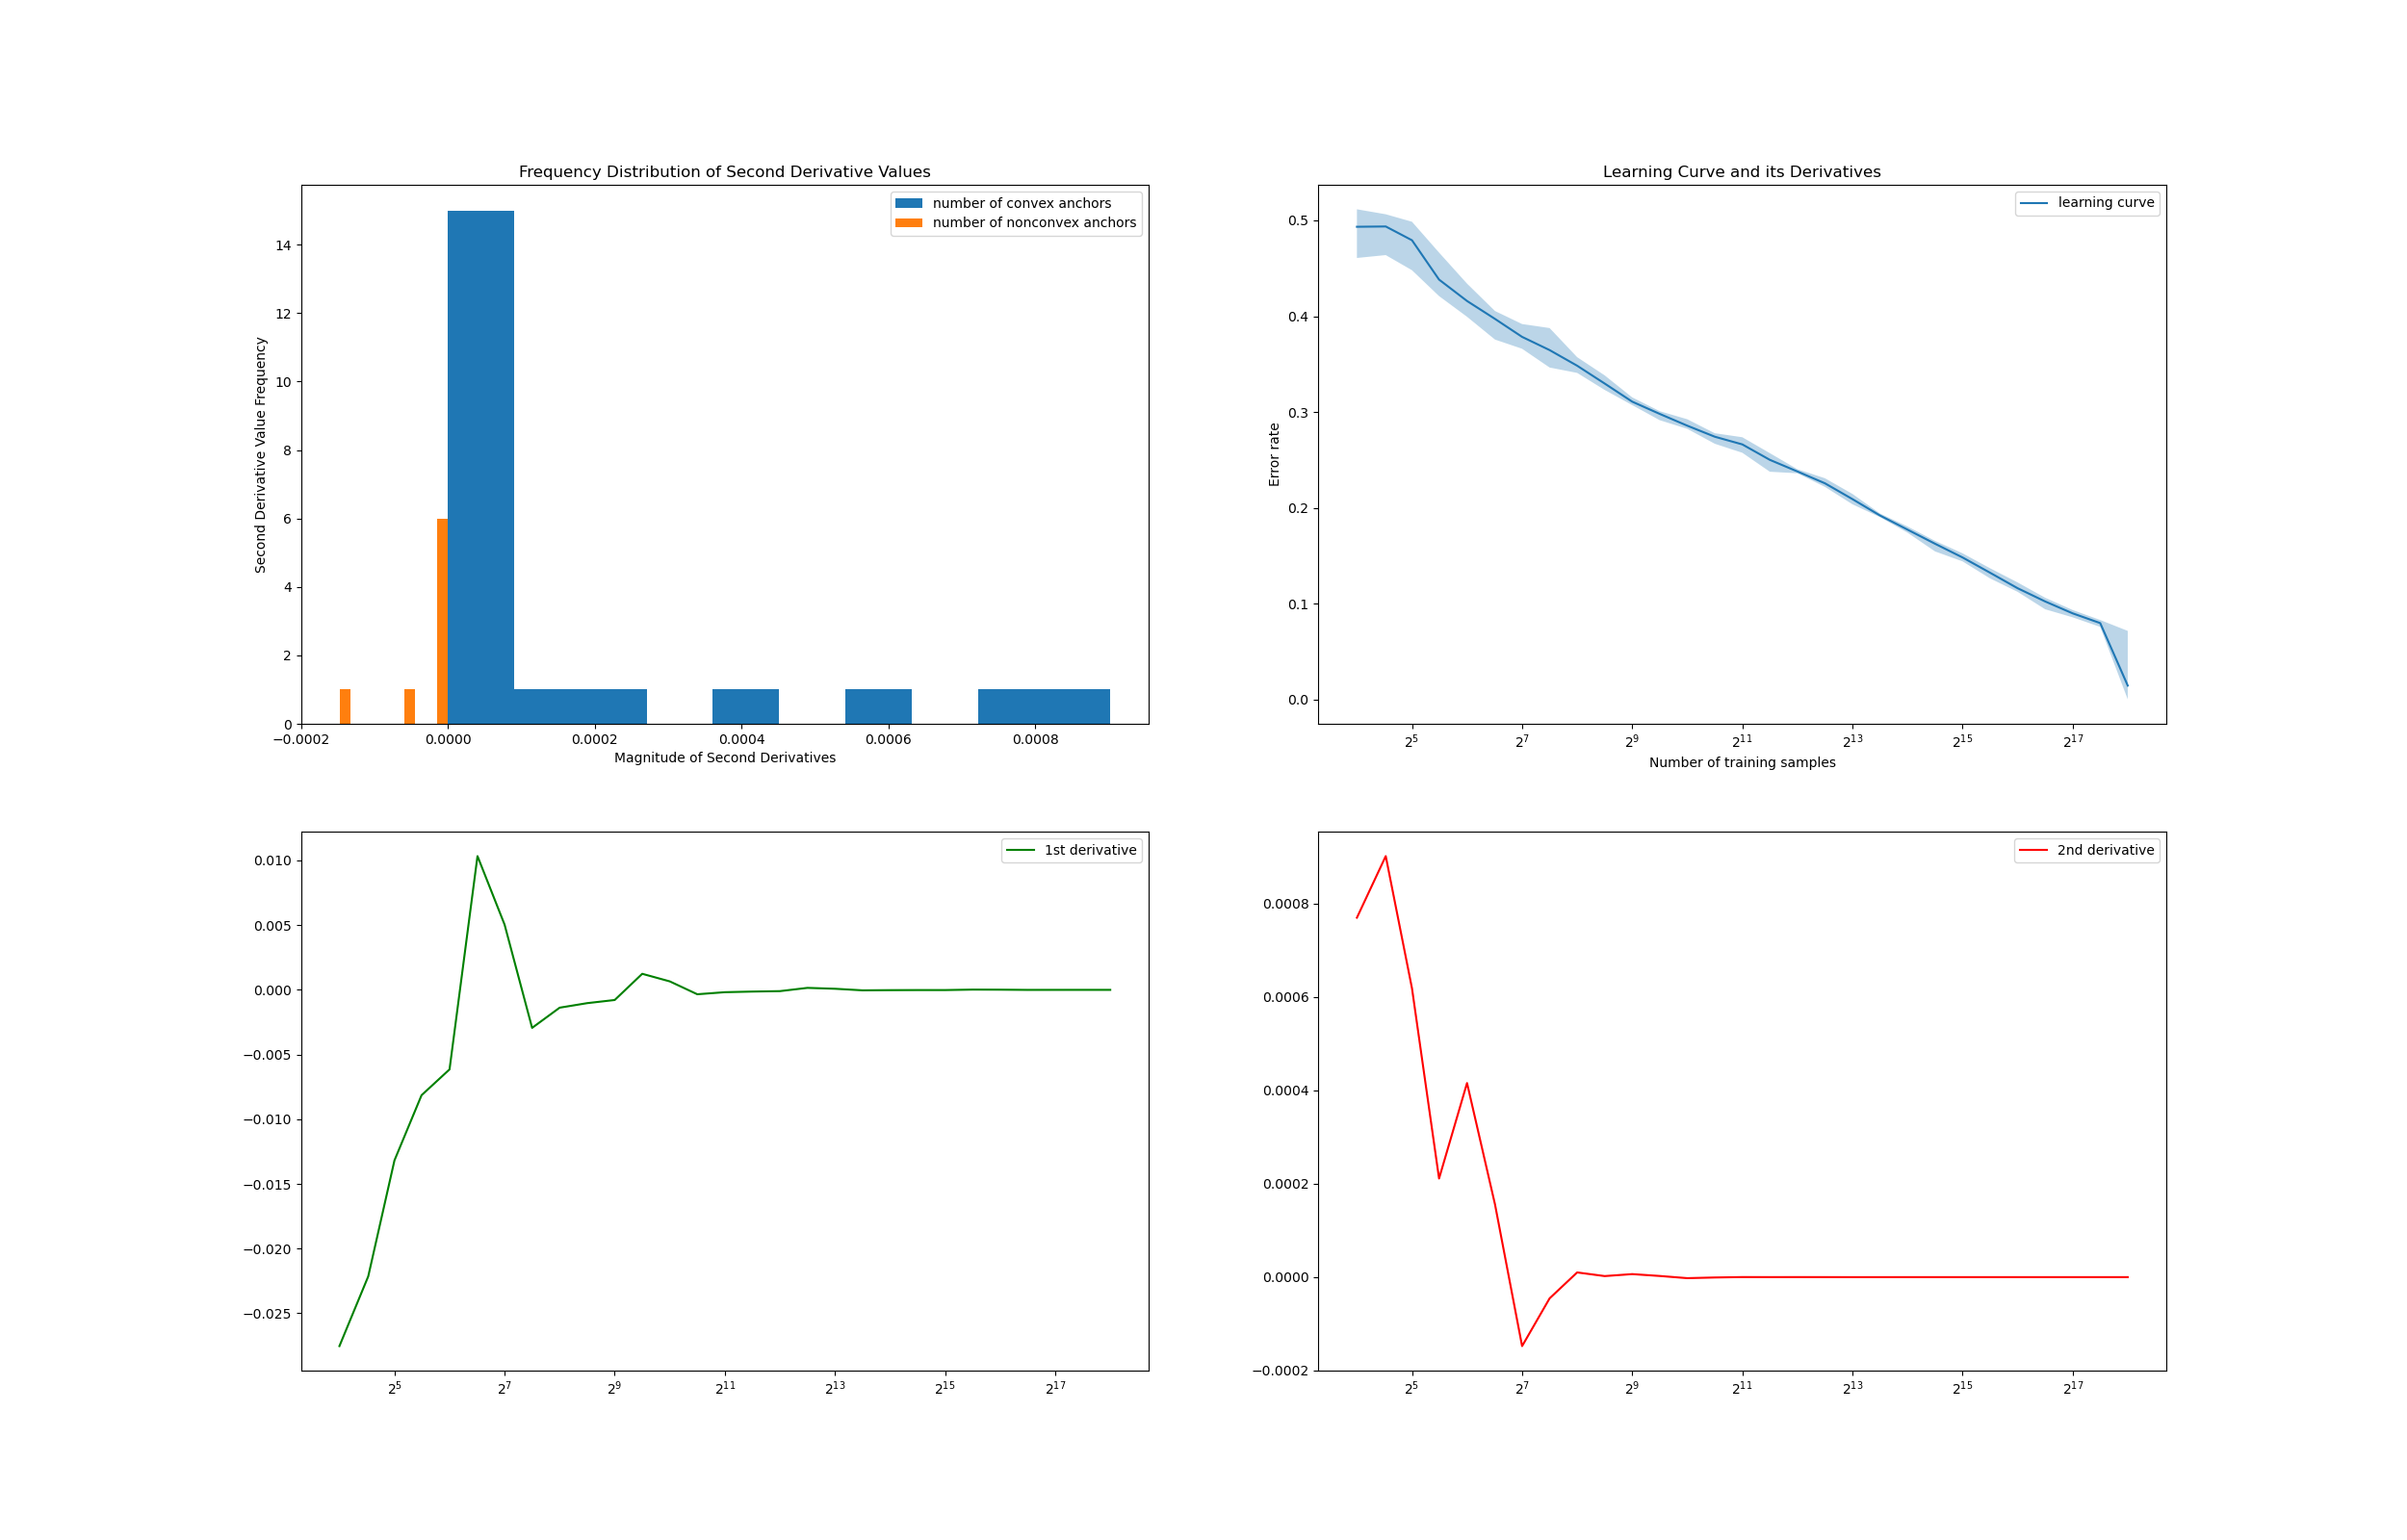 Frequency Distribution of Second Derivative Values
number of convex anchors
number of nonconvex anchors
Second Derivative Value Frequency
14
12
10
8
6
4
2
0
−0.0002 0.0000 0.0002 0.0004 0.0006 0.0008
Magnitude of Second Derivatives
Learning Curve and its Derivatives
learning curve
Error rate
0.5
0.4
0.3
0.2
0.1
0.0
2⁵ 2⁷ 2⁹ 2¹¹ 2¹³ 2¹⁵ 2¹⁷
Number of training samples
1st derivative
0.010
0.005
0.000
−0.005
−0.010
−0.015
−0.020
−0.025
2⁵ 2⁷ 2⁹ 2¹¹ 2¹³ 2¹⁵ 2¹⁷
2nd derivative
0.0008
0.0006
0.0004
0.0002
0.0000
−0.0002
2⁵ 2⁷ 2⁹ 2¹¹ 2¹³ 2¹⁵ 2¹⁷